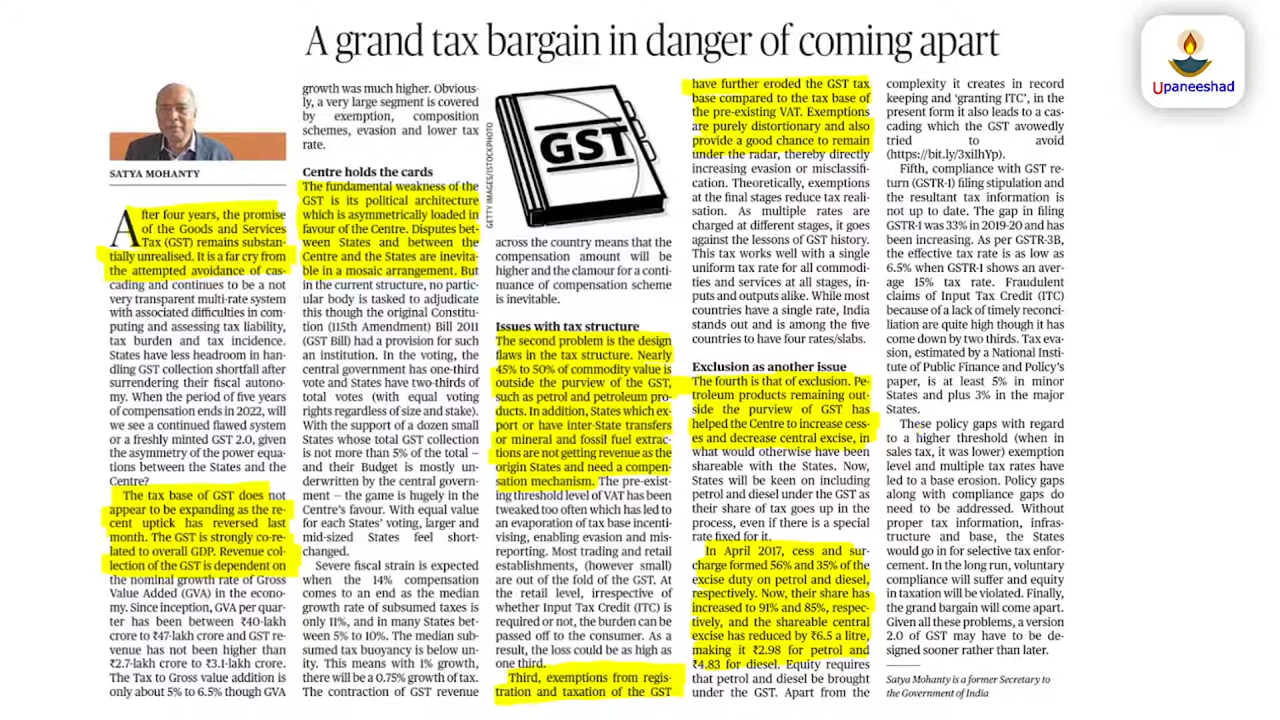 A grand tax bargain in danger of coming apart
Upaneeshad
SATYA MOHANTY
After four years, the promise
of the Goods and Services
Tax (GST) remains substan-
tially unrealised. It is a far cry from
the attempted avoidance of cas-
cading and continues to be a not
very transparent multi-rate system
with associated difficulties in com-
puting and assessing tax liability,
tax burden and tax incidence.
States have less headroom in han-
dling GST collection shortfall after
surrendering their fiscal autono-
my. When the period of five years
of compensation ends in 2022, will
we see a continued flawed system
or a freshly minted GST 2.0, given
the asymmetry of the power equa-
tions between the States and the
Centre?
The tax base of GST does not
appear to be expanding as the re-
cent uptick has reversed last
month. The GST is strongly co-re-
lated to overall GDP. Revenue col-
lection of the GST is dependent on
the nominal growth rate of Gross
Value Added (GVA) in the econo-
my. Since inception, GVA per quar-
ter has been between ₹40-lakh
crore to ₹47-lakh crore and GST re-
venue has not been higher than
₹2.7-lakh crore to ₹3.1-lakh crore.
The Tax to Gross value addition is
only about 5% to 6.5% though GVA
growth was much higher. Obvious-
ly, a very large segment is covered
by exemption, composition
schemes, evasion and lower tax
rate.
Centre holds the cards
The fundamental weakness of the
GST is its political architecture
which is asymmetrically loaded in
favour of the Centre. Disputes bet-
ween States and between the
Centre and the States are inevita-
ble in a mosaic arrangement. But
in the current structure, no partic-
ular body is tasked to adjudicate
this though the original Constitu-
tion (115th Amendment) Bill 2011
(GST Bill) had a provision for such
an institution. In the voting, the
central government has one-third
vote and States have two-thirds of
total votes (with equal voting
rights regardless of size and stake).
With the support of a dozen small
States whose total GST collection
is not more than 5% of the total —
and their Budget is mostly un-
derwritten by the central govern-
ment — the game is hugely in the
Centre's favour. With equal value
for each States' voting, larger and
mid-sized States feel short-
changed.
Severe fiscal strain is expected
when the 14% compensation
comes to an end as the median
growth rate of subsumed taxes is
only 11%, and in many States bet-
ween 5% to 10%. The median sub-
sumed tax buoyancy is below un-
ity. This means with 1% growth,
there will be a 0.75% growth of tax.
The contraction of GST revenue
GST
GETTY IMAGES/ISTOCKPHOTO
across the country means that the
compensation amount will be
higher and the clamour for a conti-
nuance of compensation scheme
is inevitable.
Issues with tax structure
The second problem is the design
flaws in the tax structure. Nearly
45% to 50% of commodity value is
outside the purview of the GST,
such as petrol and petroleum pro-
ducts. In addition, States which ex-
port or have inter-State transfers
or mineral and fossil fuel extrac-
tions are not getting revenue as the
origin States and need a compen-
sation mechanism. The pre-exist-
ing threshold level of VAT has been
tweaked too often which has led to
an evaporation of tax base incenti-
vising, enabling evasion and mis-
reporting. Most trading and retail
establishments, (however small)
are out of the fold of the GST. At
the retail level, irrespective of
whether Input Tax Credit (ITC) is
required or not, the burden can be
passed off to the consumer. As a
result, the loss could be as high as
one third.
Third, exemptions from regis-
tration and taxation of the GST
have further eroded the GST tax
base compared to the tax base of
the pre-existing VAT. Exemptions
are purely distortionary and also
provide a good chance to remain
under the radar, thereby directly
increasing evasion or misclassifi-
cation. Theoretically, exemptions
at the final stages reduce tax reali-
sation. As multiple rates are
charged at different stages, it goes
against the lessons of GST history.
This tax works well with a single
uniform tax rate for all commodi-
ties and services at all stages, in-
puts and outputs alike. While most
countries have a single rate, India
stands out and is among the five
countries to have four rates/slabs.
Exclusion as another issue
The fourth is that of exclusion. Pe-
troleum products remaining out-
side the purview of GST has
helped the Centre to increase cess-
es and decrease central excise, in
what would otherwise have been
shareable with the States. Now,
States will be keen on including
petrol and diesel under the GST as
their share of tax goes up in the
process, even if there is a special
rate fixed for it.
In April 2017, cess and sur-
charge formed 56% and 35% of the
excise duty on petrol and diesel,
respectively. Now, their share has
increased to 91% and 85%, respec-
tively, and the shareable central
excise has reduced by ₹6.5 a litre,
making it ₹2.98 for petrol and
₹4.83 for diesel. Equity requires
that petrol and diesel be brought
under the GST. Apart from the
complexity it creates in record
keeping and 'granting ITC', in the
present form it also leads to a cas-
cading which the GST avowedly
tried to avoid
(https://bit.ly/3xilhYp).
Fifth, compliance with GST re-
turn (GSTR-1) filing stipulation and
the resultant tax information is
not up to date. The gap in filing
GSTR-1 was 33% in 2019-20 and has
been increasing. As per GSTR-3B,
the effective tax rate is as low as
6.5% when GSTR-1 shows an aver-
age 15% tax rate. Fraudulent
claims of Input Tax Credit (ITC)
because of a lack of timely reconci-
liation are quite high though it has
come down by two thirds. Tax eva-
sion, estimated by a National Insti-
tute of Public Finance and Policy's
paper, is at least 5% in minor
States and plus 3% in the major
States.
These policy gaps with regard
to a higher threshold (when in
sales tax, it was lower) exemption
level and multiple tax rates have
led to a base erosion. Policy gaps
along with compliance gaps do
need to be addressed. Without
proper tax information, infras-
tructure and base, the States
would go in for selective tax enfor-
cement. In the long run, voluntary
compliance will suffer and equity
in taxation will be violated. Finally,
the grand bargain will come apart.
Given all these problems, a version
2.0 of GST may have to be de-
signed sooner rather than later.
Satya Mohanty is a former Secretary to
the Government of India